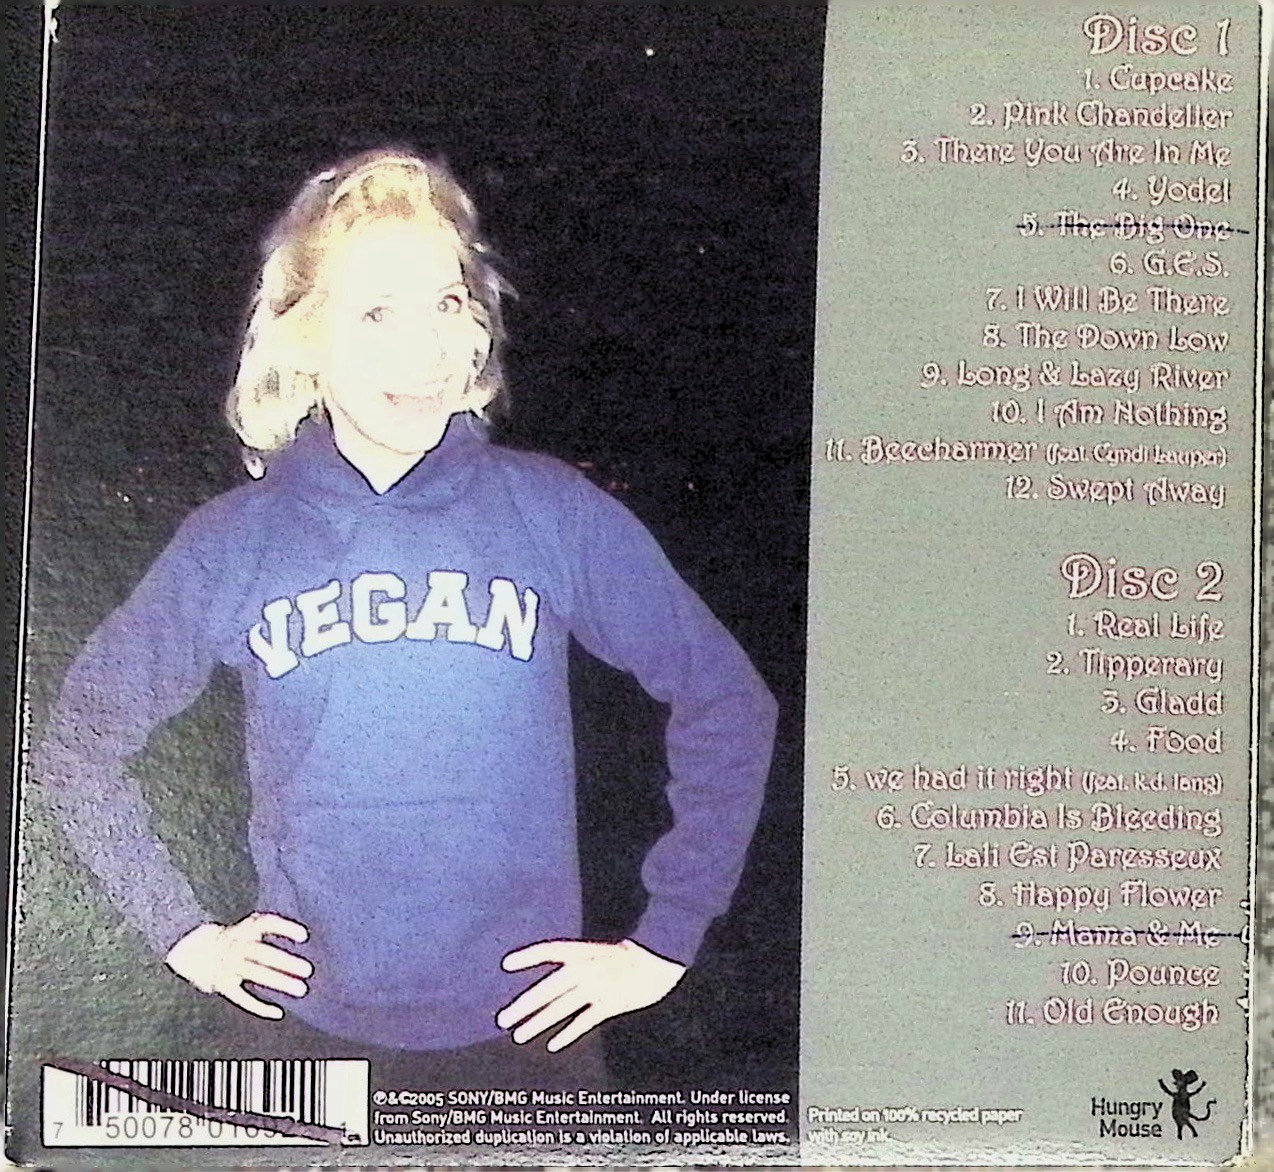 Disc 1
1. Cupcake
2. Pink Chandelier
3. There You Are In Me
4. Yodel
5. The Big One
6. G.E.S.
7. I Will Be There
8. The Down Low
9. Long & Lazy River
10. I Am Nothing
11. Beecharmer (feat. Cyndi Lauper)
12. Swept Away
VEGAN
Disc 2
1. Real Life
2. Tipperary
3. Gladd
4. Food
5. we had it right (feat. k.d. lang)
6. Columbia Is Bleeding
7. Lali Est Paresseux
8. Happy Flower
9. Mama & Me
10. Pounce
11. Old Enough
7 50078 1
℗&©2005 SONY/BMG Music Entertainment. Under license
from Sony/BMG Music Entertainment. All rights reserved.
Unauthorized duplication is a violation of applicable laws.
Printed on 100% recycled paper
with soy ink.
Hungry
Mouse